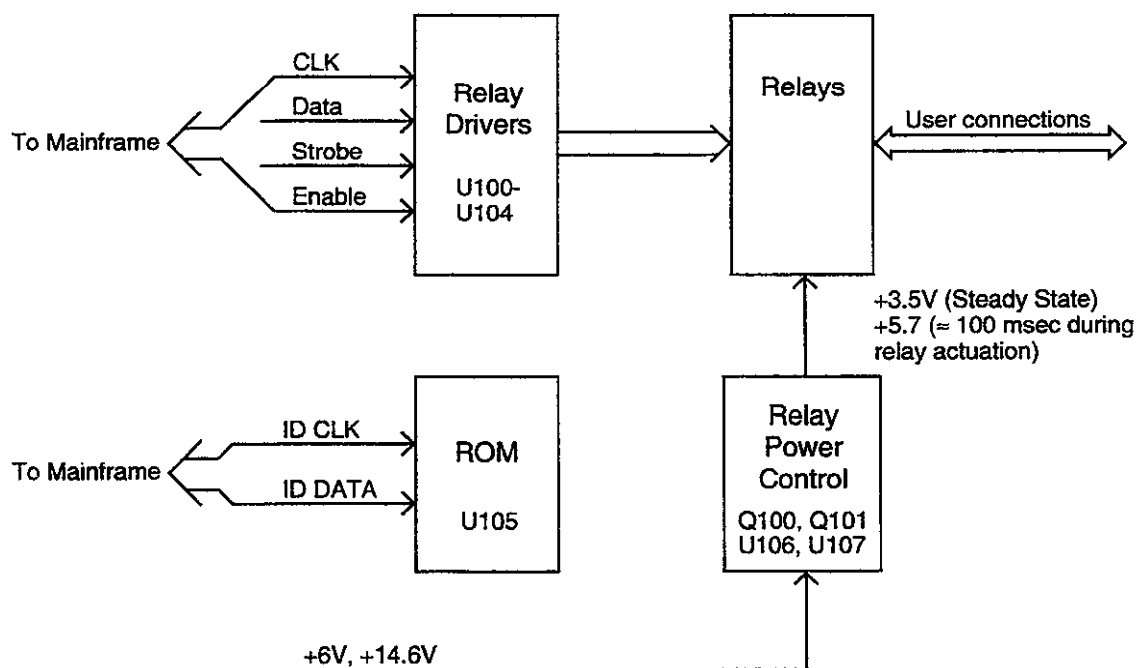 CLK
Data
Strobe
Enable
To Mainframe
Relay
Drivers
U100-
U104
Relays
User connections
+3.5V (Steady State)
+5.7 (≈ 100 msec during
relay actuation)
ID CLK
ID DATA
To Mainframe
ROM
U105
Relay
Power
Control
Q100, Q101
U106, U107
+6V, +14.6V